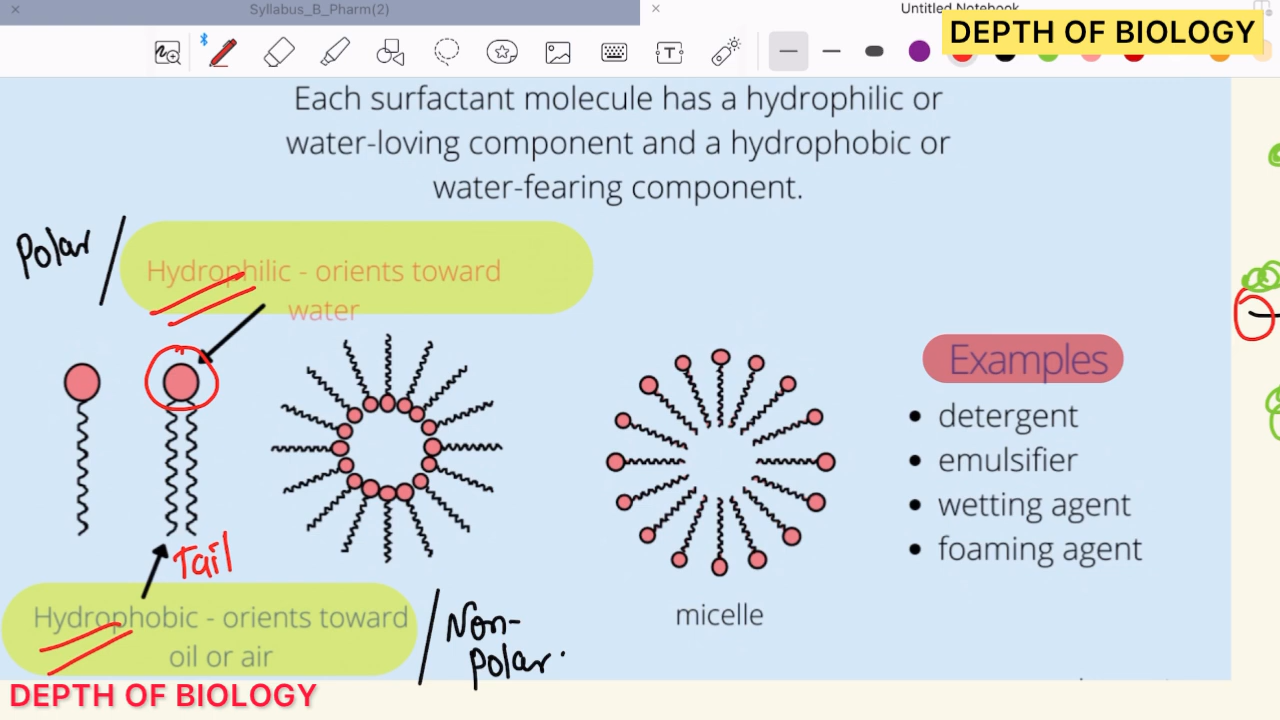 Syllabus_B_Pharm(2)
Untitled Notebook
DEPTH OF BIOLOGY
T
Each surfactant molecule has a hydrophilic or
water-loving component and a hydrophobic or
water-fearing component.
Polar
Hydrophilic - orients toward
water
Examples
detergent
emulsifier
wetting agent
foaming agent
Tail
micelle
Hydrophobic - orients toward
oil or air
Non-
polar.
DEPTH OF BIOLOGY